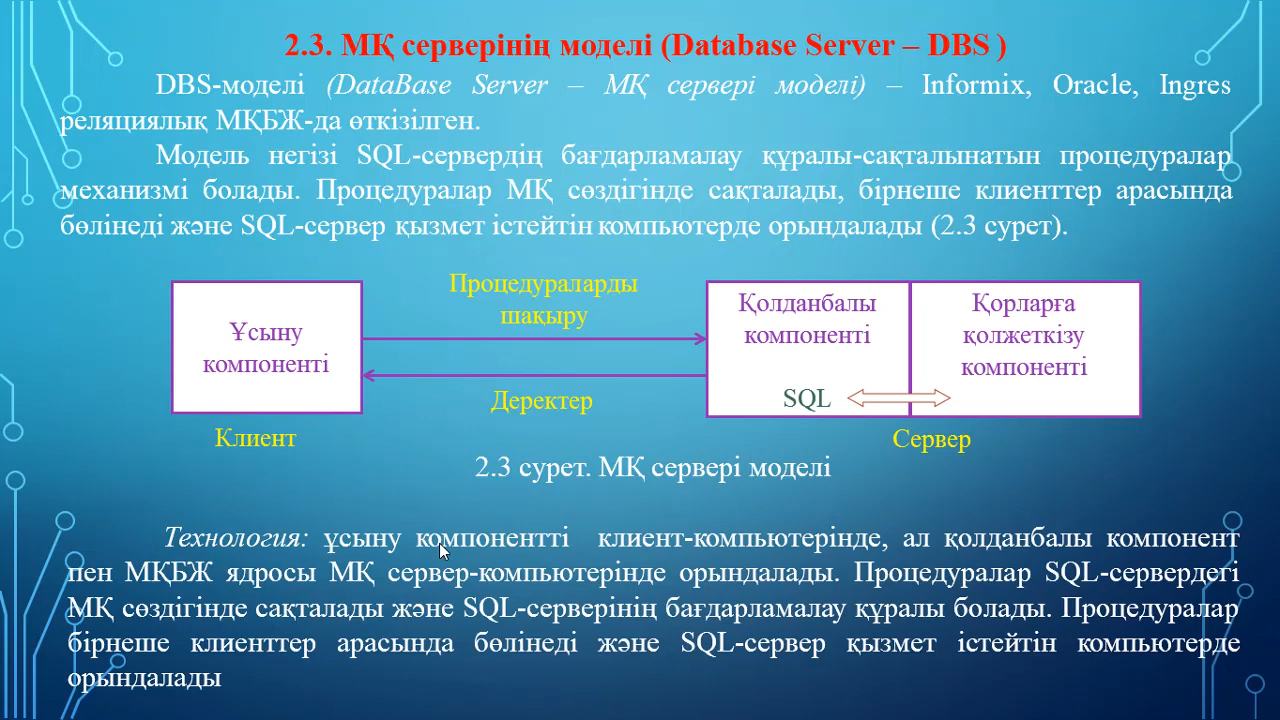 2.3. МҚ серверінің моделі (Database Server – DBS )
DBS-моделі (DataBase Server – МҚ сервері моделі) – Informix, Oracle, Ingres
реляциялық МҚБЖ-да өткізілген.
Модель негізі SQL-сервердің бағдарламалау құралы-сақталынатын процедуралар
механизмі болады. Процедуралар МҚ сөздігінде сақталады, бірнеше клиенттер арасында
бөлінеді және SQL-сервер қызмет істейтін компьютерде орындалады (2.3 сурет).
Ұсыну
компоненті
Процедураларды
шақыру
Деректер
Қолданбалы
компоненті
SQL
Қорларға
қолжеткізу
компоненті
Клиент
Сервер
2.3 сурет. МҚ сервері моделі
Технология: ұсыну компонентті клиент-компьютерінде, ал қолданбалы компонент
пен МҚБЖ ядросы МҚ сервер-компьютерінде орындалады. Процедуралар SQL-сервердегі
МҚ сөздігінде сақталады және SQL-серверінің бағдарламалау құралы болады. Процедуралар
бірнеше клиенттер арасында бөлінеді және SQL-сервер қызмет істейтін компьютерде
орындалады